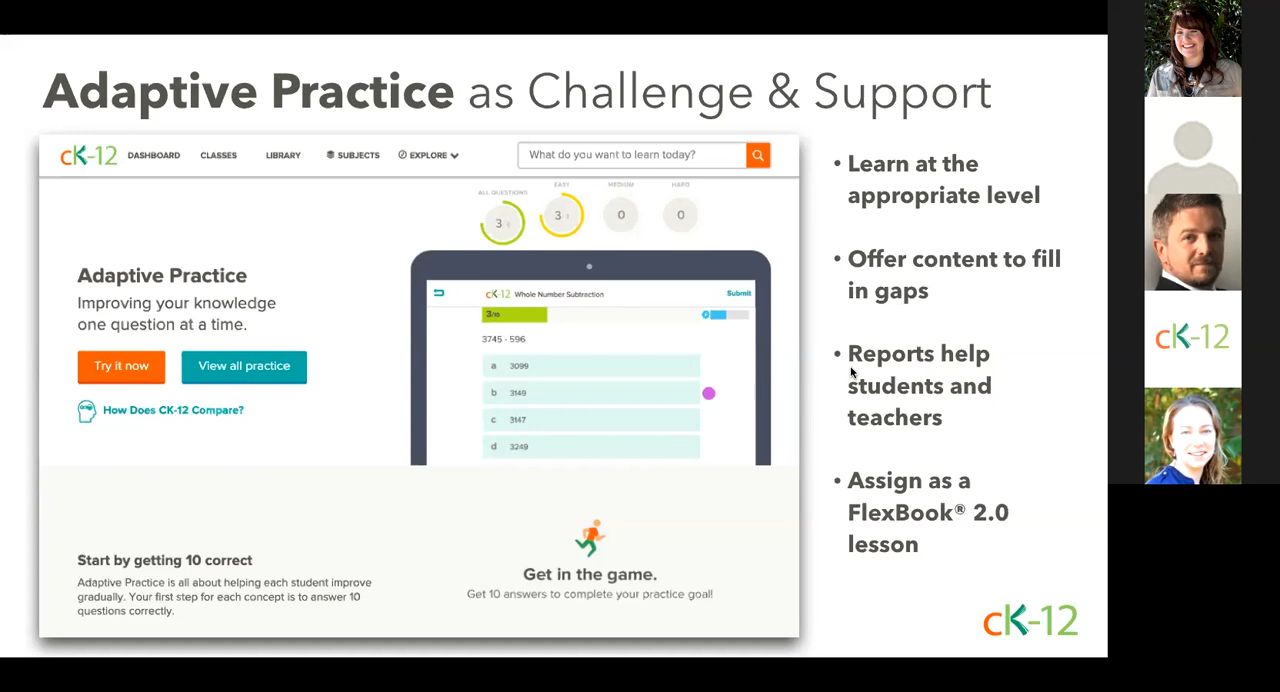 Adaptive Practice as Challenge & Support
cK-12 DASHBOARD CLASSES LIBRARY SUBJECTS EXPLORE What do you want to learn today?
ALL QUESTIONS EASY MEDIUM HARD
3 3 0 0
Adaptive Practice
Improving your knowledge
one question at a time.
Try it now View all practice
How Does CK-12 Compare?
cK-12 Whole Number Subtraction Submit
3/10
3745 - 596
a 3099
b 3149
c 3147
d 3249
Start by getting 10 correct
Adaptive Practice is all about helping each student improve
gradually. Your first step for each concept is to answer 10
questions correctly.
Get in the game.
Get 10 answers to complete your practice goal!
• Learn at the
appropriate level
• Offer content to fill
in gaps
• Reports help
students and
teachers
• Assign as a
FlexBook® 2.0
lesson
cK-12
cK-12